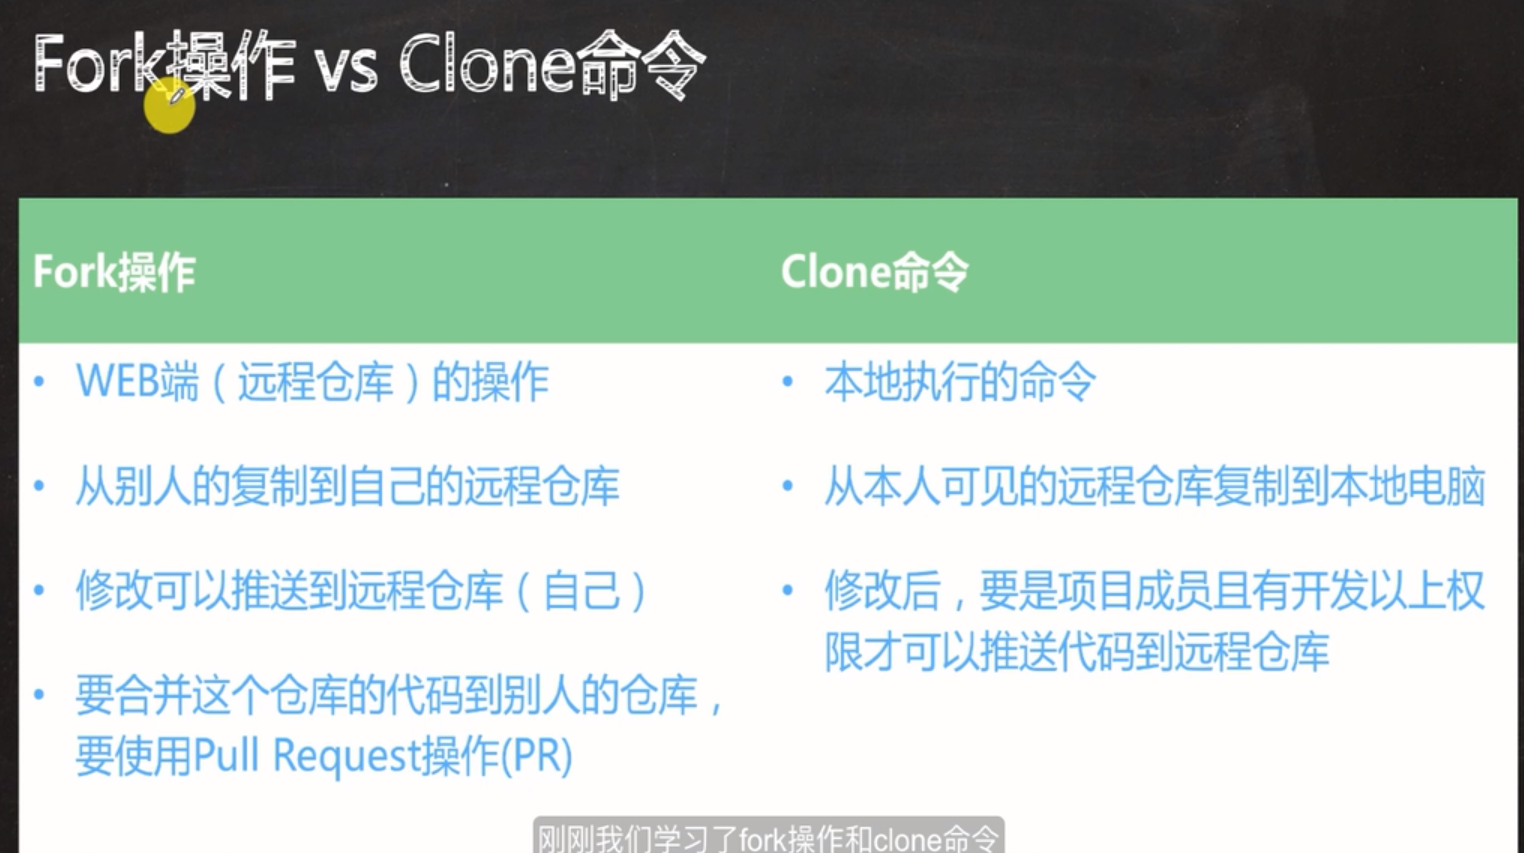 Fork操作 vs Clone命令
Fork操作
Clone命令
• WEB端（远程仓库）的操作
• 从别人的复制到自己的远程仓库
• 修改可以推送到远程仓库（自己）
• 要合并这个仓库的代码到别人的仓库，
要使用Pull Request操作(PR)
• 本地执行的命令
• 从本人可见的远程仓库复制到本地电脑
• 修改后，要是项目成员且有开发以上权
限才可以推送代码到远程仓库
刚刚我们学习了fork操作和clone命令